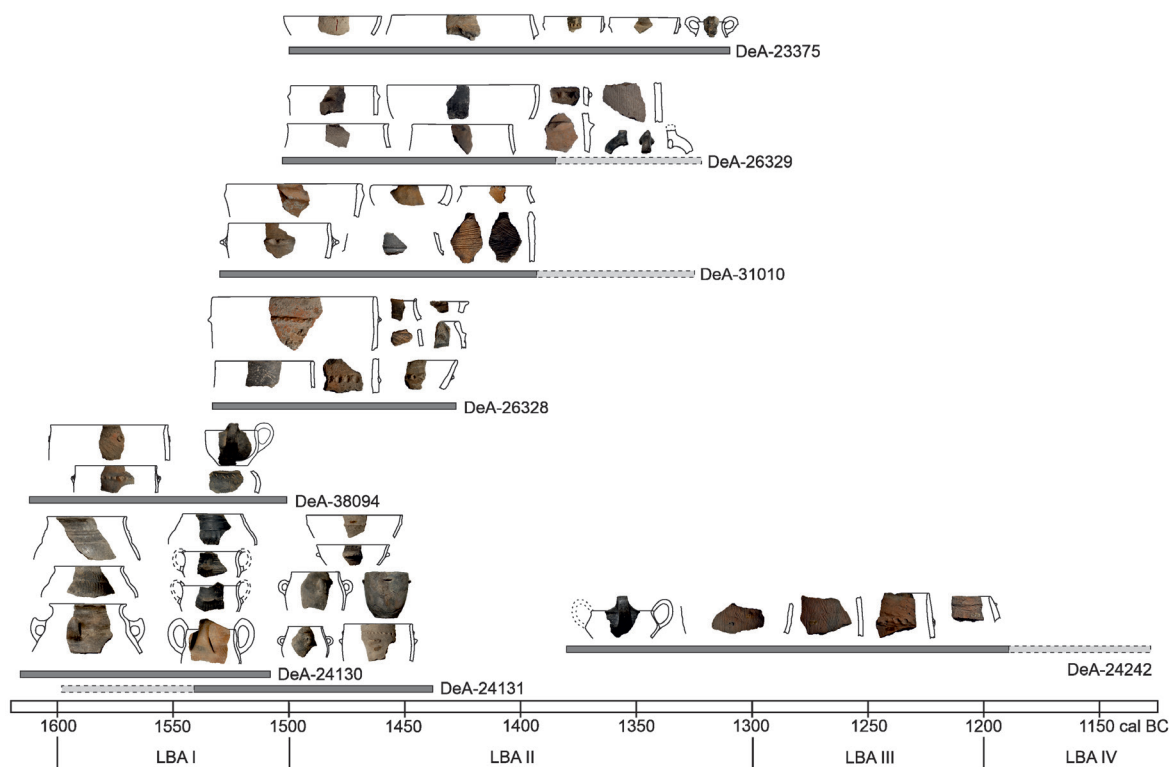 DeA-23375
DeA-26329
DeA-31010
DeA-26328
DeA-38094
DeA-24130
DeA-24242
DeA-24131
1600 1550 1500 1450 1400 1350 1300 1250 1200 1150 cal BC
LBA I LBA II LBA III LBA IV